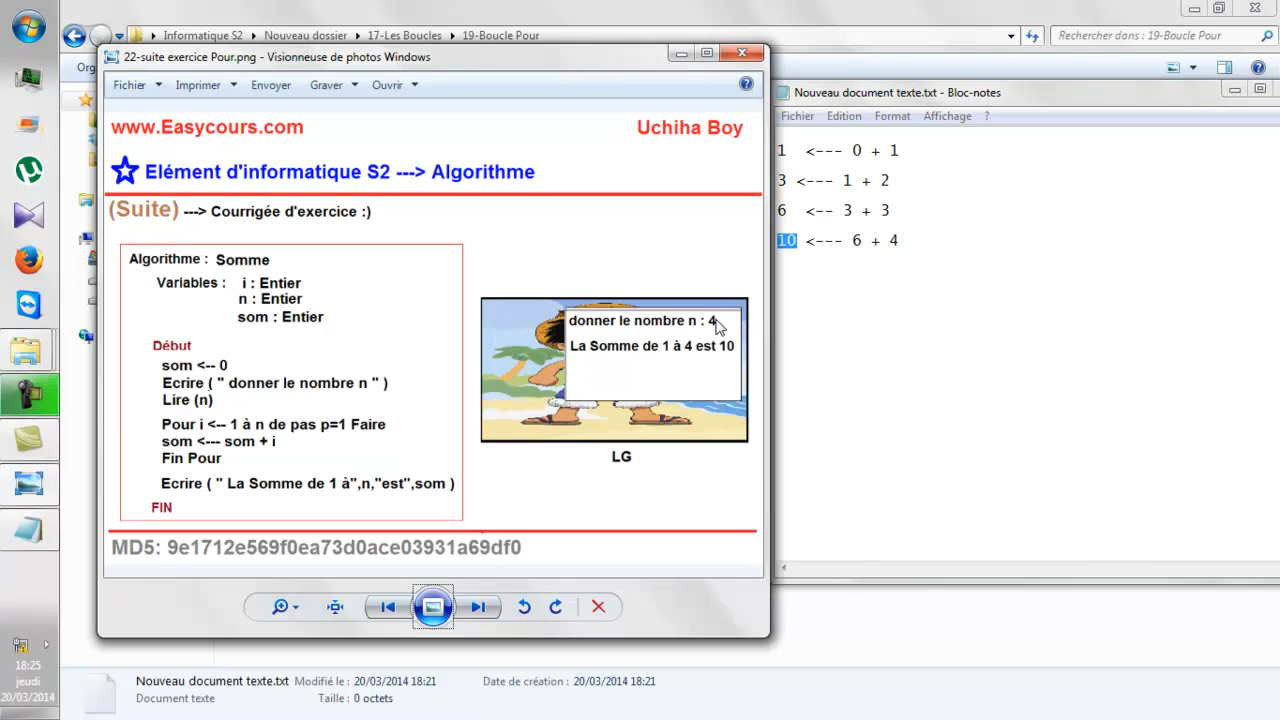 Informatique S2 ▸ Nouveau dossier ▸ 17-Les Boucles ▸ 19-Boucle Pour
Rechercher dans : 19-Boucle Pour
Org
22-suite exercice Pour.png - Visionneuse de photos Windows
Fichier Imprimer Envoyer Graver Ouvrir
www.Easycours.com Uchiha Boy
Elément d'informatique S2 ---> Algorithme
(Suite) ---> Courrigée d'exercice :)
Algorithme : Somme
Variables : i : Entier
n : Entier
som : Entier
Début
som <-- 0
Ecrire ( " donner le nombre n " )
Lire (n)
Pour i <-- 1 à n de pas p=1 Faire
som <--- som + i
Fin Pour
Ecrire ( " La Somme de 1 à",n,"est",som )
FIN
donner le nombre n : 4
La Somme de 1 à 4 est 10
LG
MD5: 9e1712e569f0ea73d0ace03931a69df0
Nouveau document texte.txt - Bloc-notes
Fichier Edition Format Affichage ?
1 <--- 0 + 1
3 <--- 1 + 2
6 <-- 3 + 3
10 <--- 6 + 4
18:25
jeudi
20/03/2014
Nouveau document texte.txt Modifié le : 20/03/2014 18:21 Date de création : 20/03/2014 18:21
Document texte Taille : 0 octets